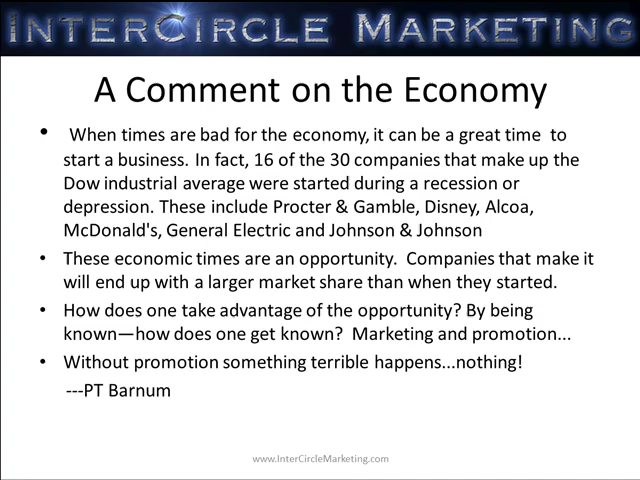 INTERCIRCLE MARKETING
A Comment on the Economy
• When times are bad for the economy, it can be a great time to
start a business. In fact, 16 of the 30 companies that make up the
Dow industrial average were started during a recession or
depression. These include Procter & Gamble, Disney, Alcoa,
McDonald's, General Electric and Johnson & Johnson
• These economic times are an opportunity. Companies that make it
will end up with a larger market share than when they started.
• How does one take advantage of the opportunity? By being
known—how does one get known? Marketing and promotion...
• Without promotion something terrible happens...nothing!
---PT Barnum
www.InterCircleMarketing.com